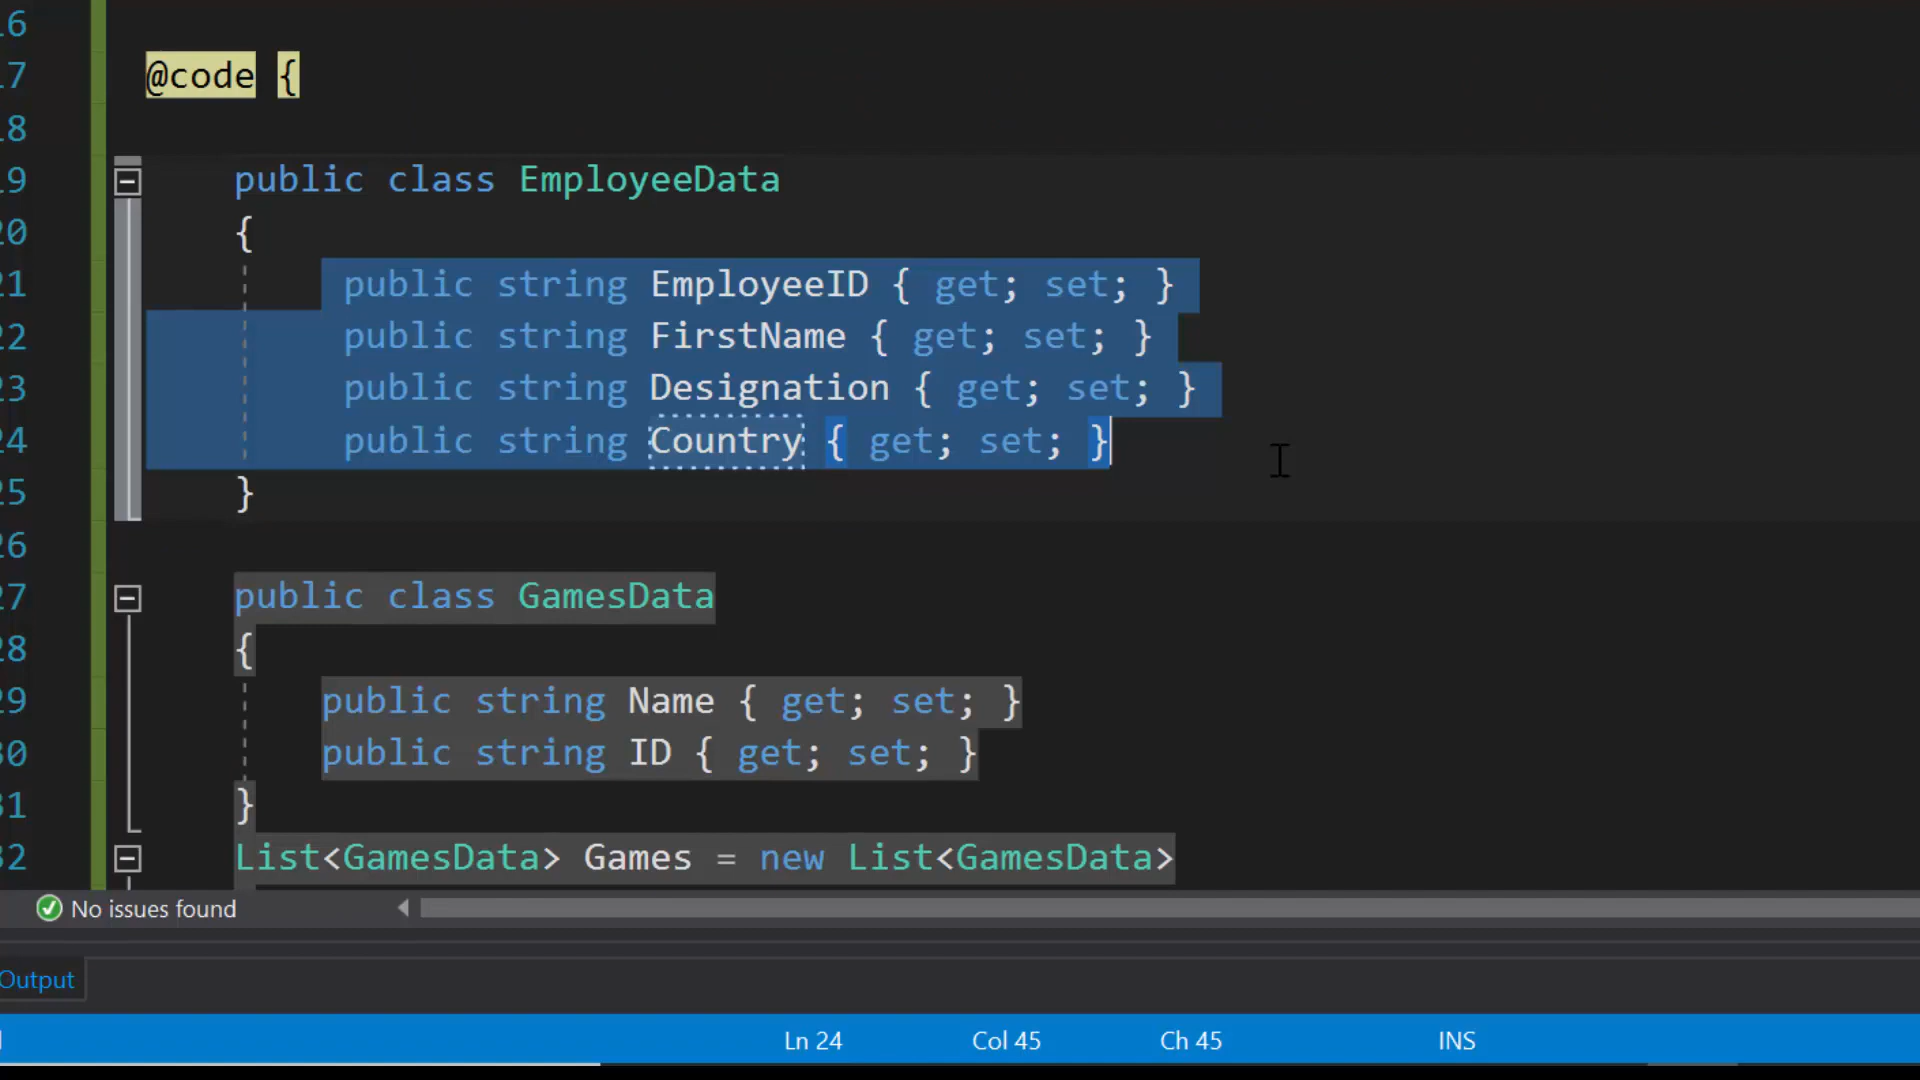 16
17 @code {
18
19 public class EmployeeData
20 {
21 public string EmployeeID { get; set; }
22 public string FirstName { get; set; }
23 public string Designation { get; set; }
24 public string Country { get; set; }
25 }
26
27 public class GamesData
28 {
29 public string Name { get; set; }
30 public string ID { get; set; }
31 }
32 List<GamesData> Games = new List<GamesData>
No issues found
Output
Ln 24 Col 45 Ch 45 INS